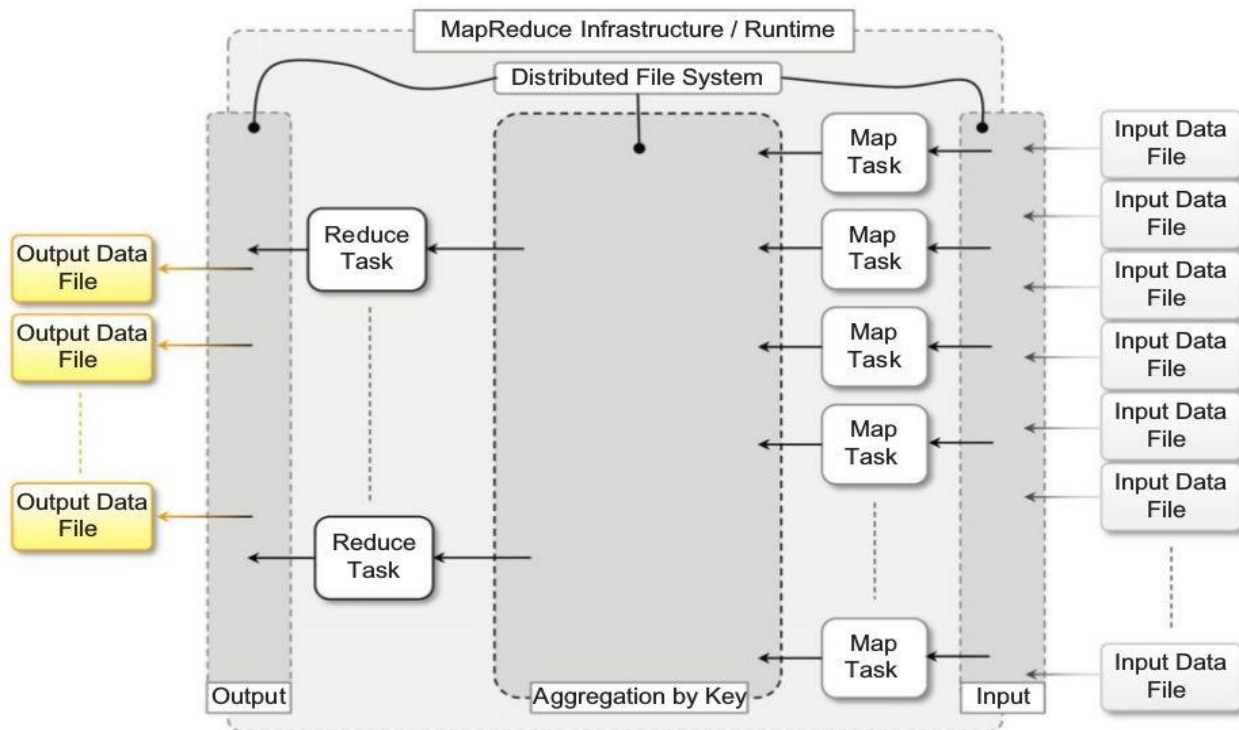 MapReduce Infrastructure / Runtime
Distributed File System
Map
Task
Input Data
File
Input Data
File
Reduce
Task
Map
Task
Input Data
File
Output Data
File
Output Data
File
Map
Task
Input Data
File
Map
Task
Input Data
File
Output Data
File
Input Data
File
Reduce
Task
Map
Task
Input Data
File
Output
Aggregation by Key
Input